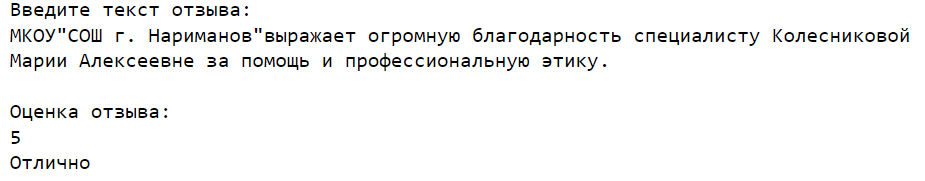 Введите текст отзыва:
МКОУ"СОШ г. Нариманов"выражает огромную благодарность специалисту Колесниковой
Марии Алексеевне за помощь и профессиональную этику.
Оценка отзыва:
5
Отлично